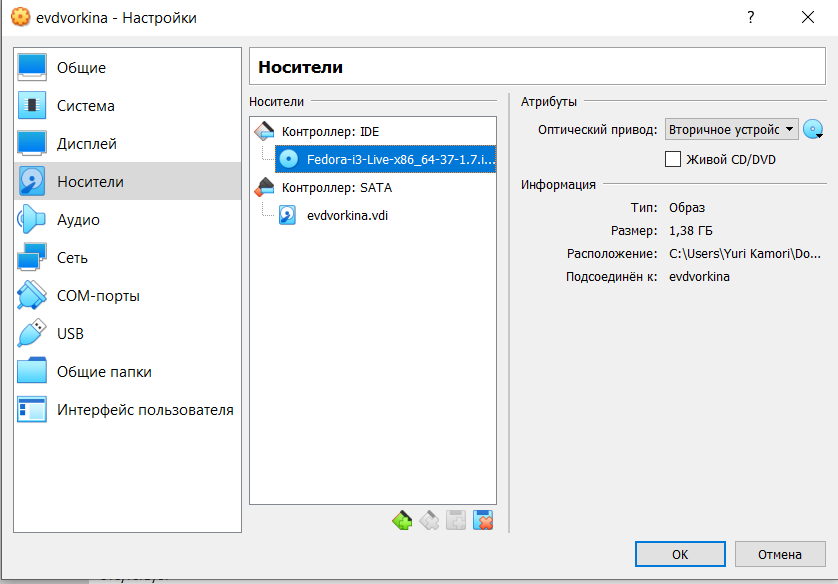 evdvorkina - Настройки
?
Общие
Система
Дисплей
Носители
Аудио
Сеть
COM-порты
USB
Общие папки
Интерфейс пользователя
Носители
Носители
Контроллер: IDE
Fedora-i3-Live-x86_64-37-1.7.i...
Контроллер: SATA
evdvorkina.vdi
Атрибуты
Оптический привод: Вторичное устройс
Живой CD/DVD
Информация
Тип: Образ
Размер: 1,38 ГБ
Расположение: C:\Users\Yuri Kamori\Do...
Подсоединён к: evdvorkina
OK
Отмена